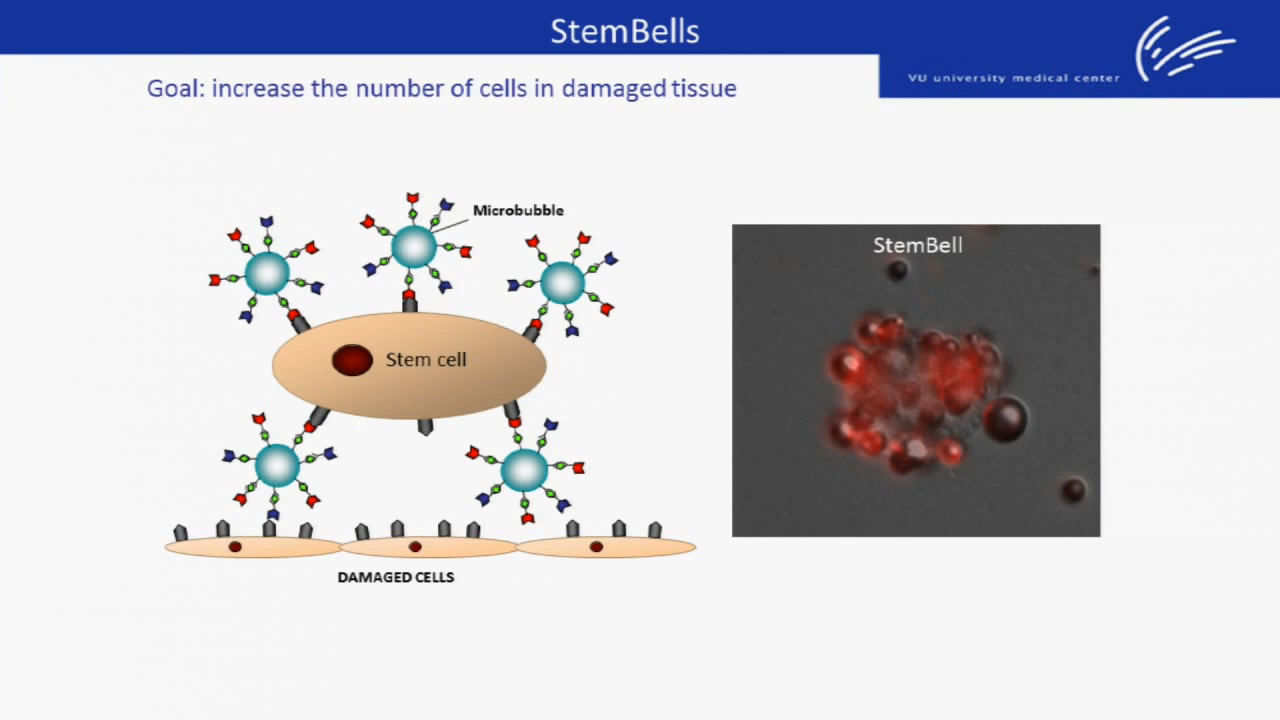 StemBells
VU university medical center
Goal: increase the number of cells in damaged tissue
Microbubble
StemBell
Stem cell
DAMAGED CELLS